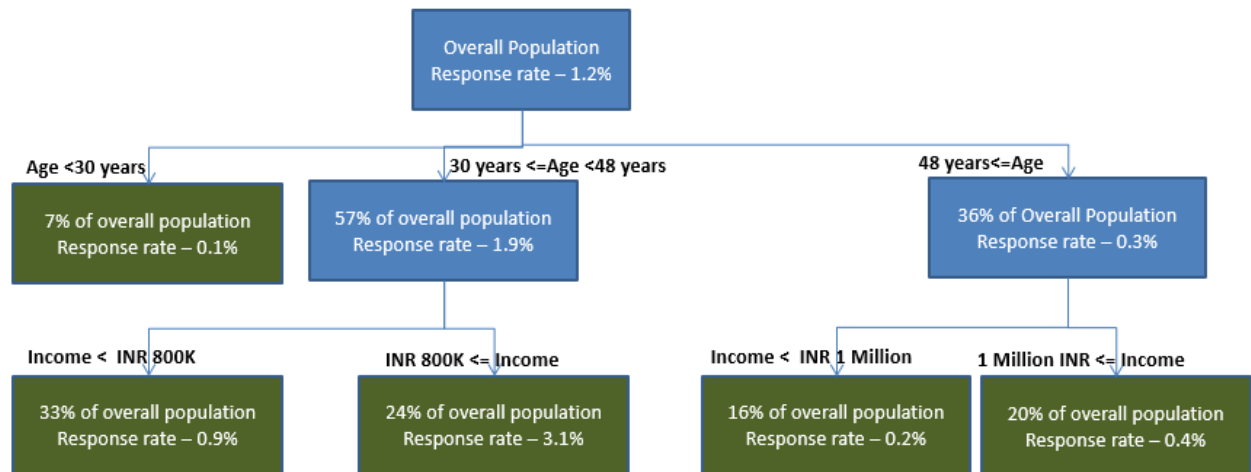 Overall Population
Response rate – 1.2%
Age <30 years
30 years <=Age <48 years
48 years<=Age
7% of overall population
Response rate – 0.1%
57% of overall population
Response rate – 1.9%
36% of Overall Population
Response rate – 0.3%
Income < INR 800K
INR 800K <= Income
Income < INR 1 Million
1 Million INR <= Income
33% of overall population
Response rate – 0.9%
24% of overall population
Response rate – 3.1%
16% of overall population
Response rate – 0.2%
20% of overall population
Response rate – 0.4%